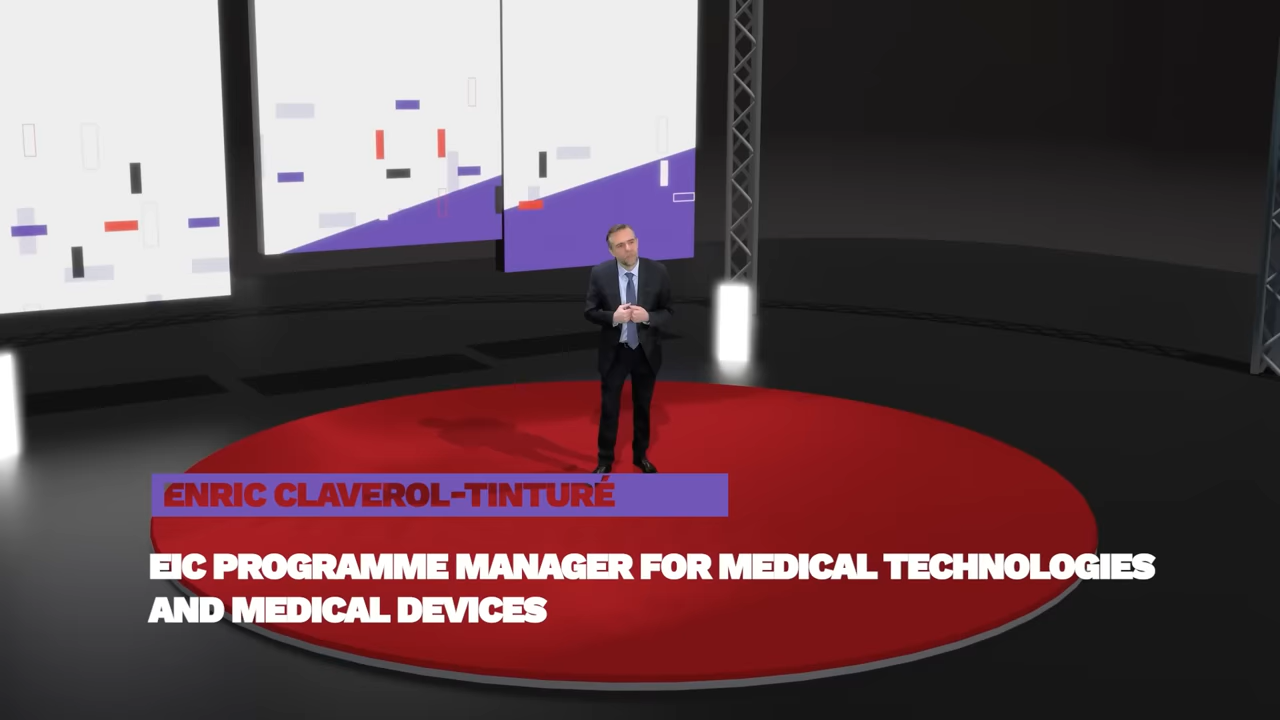 ENRIC CLAVEROL-TINTURÉ
EIC PROGRAMME MANAGER FOR MEDICAL TECHNOLOGIES
AND MEDICAL DEVICES